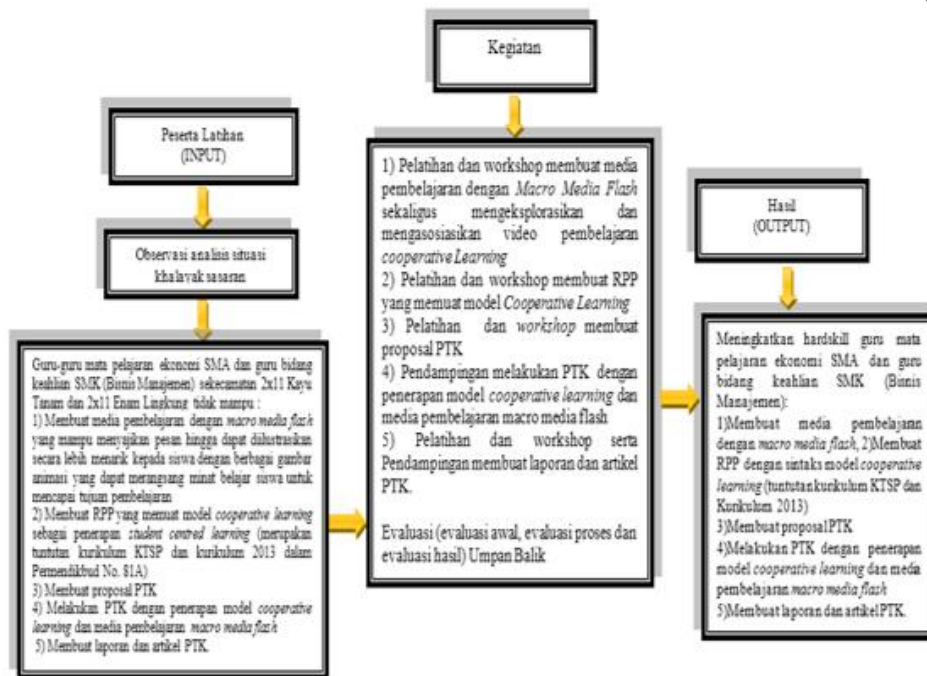 Peserta Latihan
(INPUT)
Observasi analisis situasi
khalayak sasaran
Guru-guru mata pelajaran ekonomi SMA dan guru bidang
keahlian SMK (Bisnis Manajemen) sekecamatan 2x11 Kayu
Tanam dan 2x11 Enam Lingkung tidak mampu :
1) Membuat media pembelajaran dengan macro media flash
yang mampu menyajikan pesan hingga dapat diilustrasikan
secara lebih menarik kepada siswa dengan berbagai gambar
animasi yang dapat merangsang minat belajar siswa untuk
mencapai tujuan pembelajaran
2) Membuat RPP yang memuat model cooperative learning
sebagai penerapan student centred learning (merupakan
tuntutan kurikulum KTSP dan kurikulum 2013 dalam
Permendikbud No. 81A)
3) Membuat proposal PTK
4) Melakukan PTK dengan penerapan model cooperative
learning dan media pembelajaran macro media flash
5) Membuat laporan dan artikel PTK.
Kegiatan
1) Pelatihan dan workshop membuat media
pembelajaran dengan Macro Media Flash
sekaligus mengeksplorasikan dan
mengasosiasikan video pembelajaran
cooperative Learning
2) Pelatihan dan workshop membuat RPP
yang memuat model Cooperative Learning
3) Pelatihan dan workshop membuat
proposal PTK
4) Pendampingan melakukan PTK dengan
penerapan model cooperative learning dan
media pembelajaran macro media flash
5) Pelatihan dan workshop serta
Pendampingan membuat laporan dan artikel
PTK.
Evaluasi (evaluasi awal, evaluasi proses dan
evaluasi hasil) Umpan Balik
Hasil
(OUTPUT)
Meningkatkan hardskill guru mata
pelajaran ekonomi SMA dan guru
bidang keahlian SMK (Bisnis
Manajemen):
1)Membuat media pembelajaran
dengan macro media flash, 2)Membuat
RPP dengan sintaks model cooperative
learning (tuntutan kurikulum KTSP dan
Kurikulum 2013)
3)Membuat proposal PTK
4)Melakukan PTK dengan penerapan
model cooperative learning dan media
pembelajaran macro media flash
5)Membuat laporan dan artikel PTK.